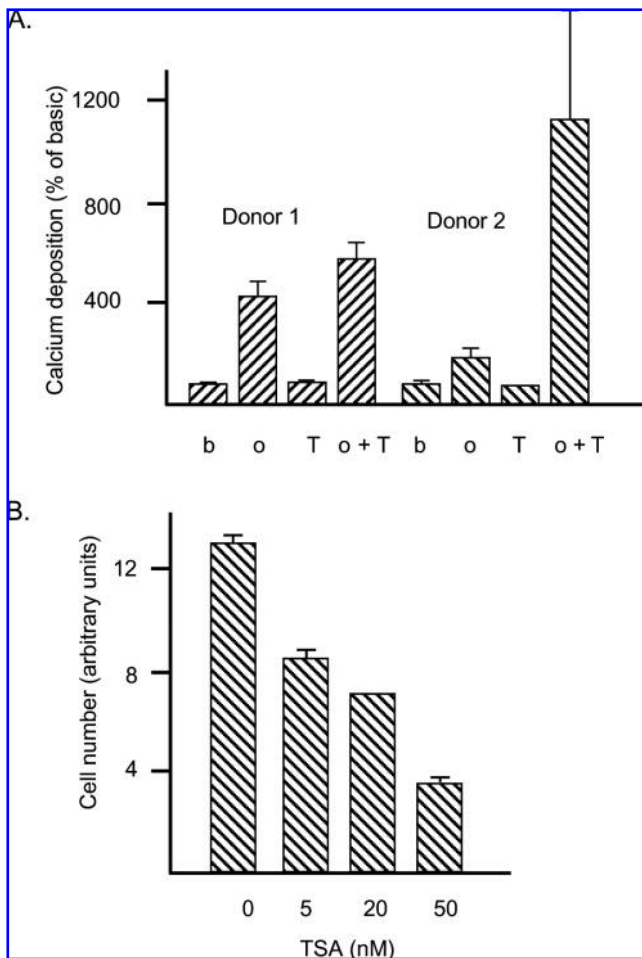 A.
Calcium deposition (% of basic)
1200
800
400
Donor 1
Donor 2
b o T o + T b o T o + T
B.
Cell number (arbitrary units)
12
8
4
0 5 20 50
TSA (nM)